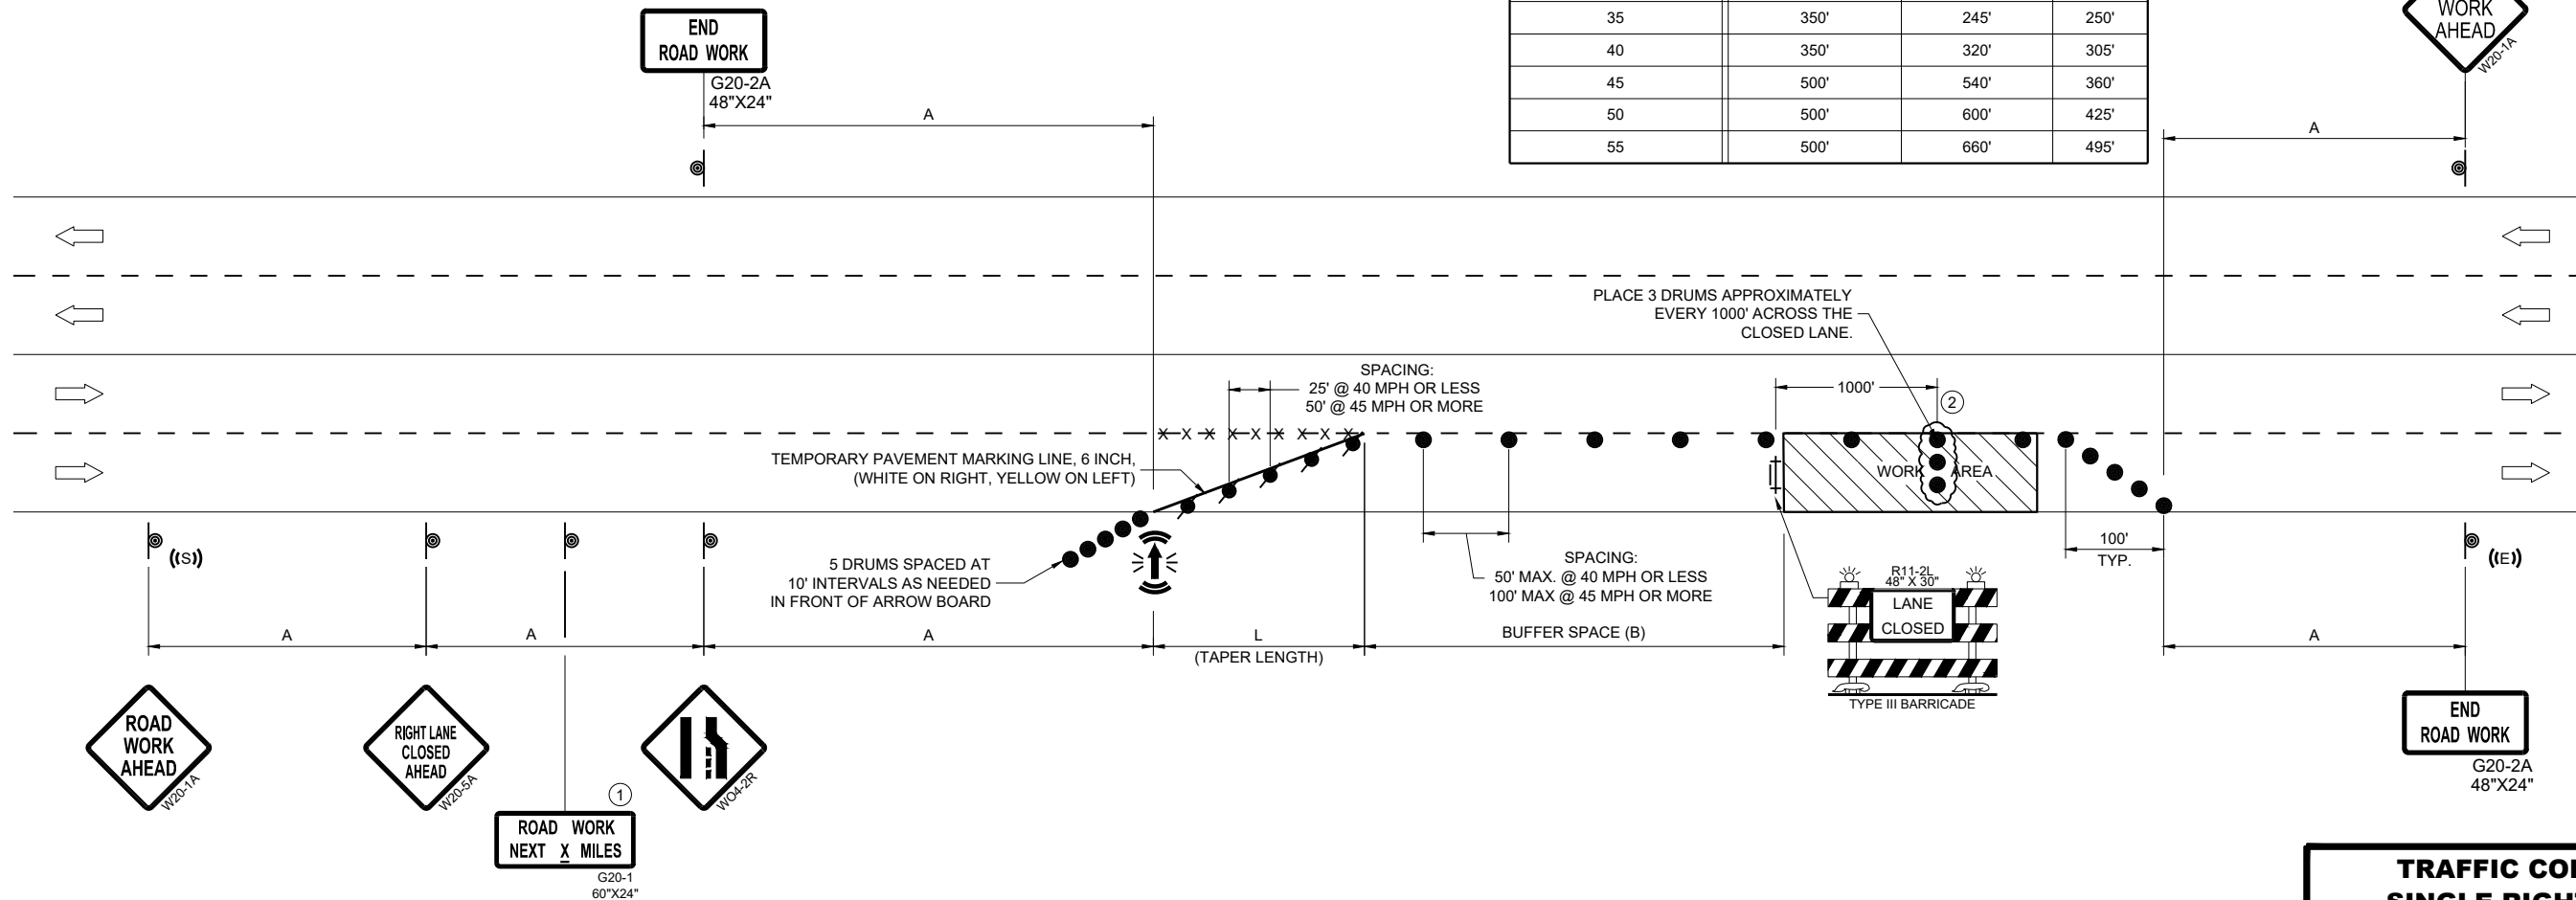 END
ROAD WORK
G20-2A
48"X24"
A
35 350' 245' 250'
40 350' 320' 305'
45 500' 540' 360'
50 500' 600' 425'
55 500' 660' 495'
WORK
AHEAD
W20-1A
A
PLACE 3 DRUMS APPROXIMATELY
EVERY 1000' ACROSS THE
CLOSED LANE.
SPACING:
25' @ 40 MPH OR LESS
50' @ 45 MPH OR MORE
1000'
2
X X X X X X X X X
TEMPORARY PAVEMENT MARKING LINE, 6 INCH,
(WHITE ON RIGHT, YELLOW ON LEFT)
WORK AREA
((S))
5 DRUMS SPACED AT
10' INTERVALS AS NEEDED
IN FRONT OF ARROW BOARD
SPACING:
50' MAX. @ 40 MPH OR LESS
100' MAX @ 45 MPH OR MORE
100'
TYP.
((E))
R11-2L
48" X 30"
LANE
CLOSED
TYPE III BARRICADE
A
A
A
L
(TAPER LENGTH)
BUFFER SPACE (B)
A
ROAD
WORK
AHEAD
W20-1A
RIGHT LANE
CLOSED
AHEAD
W20-5A
WO4-2R
1
ROAD WORK
NEXT X MILES
G20-1
60"X24"
END
ROAD WORK
G20-2A
48"X24"
TRAFFIC
SINGLE RIGHT